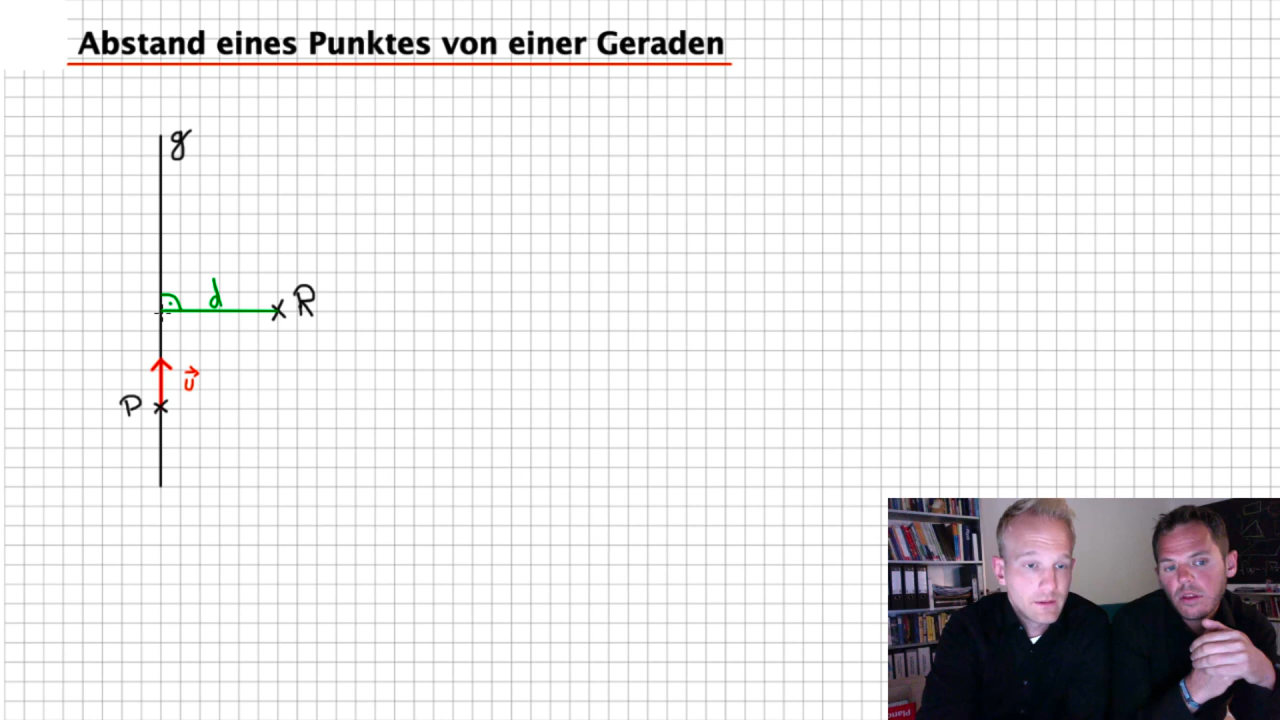 Abstand eines Punktes von einer Geraden
g
d
R
u⃗
P